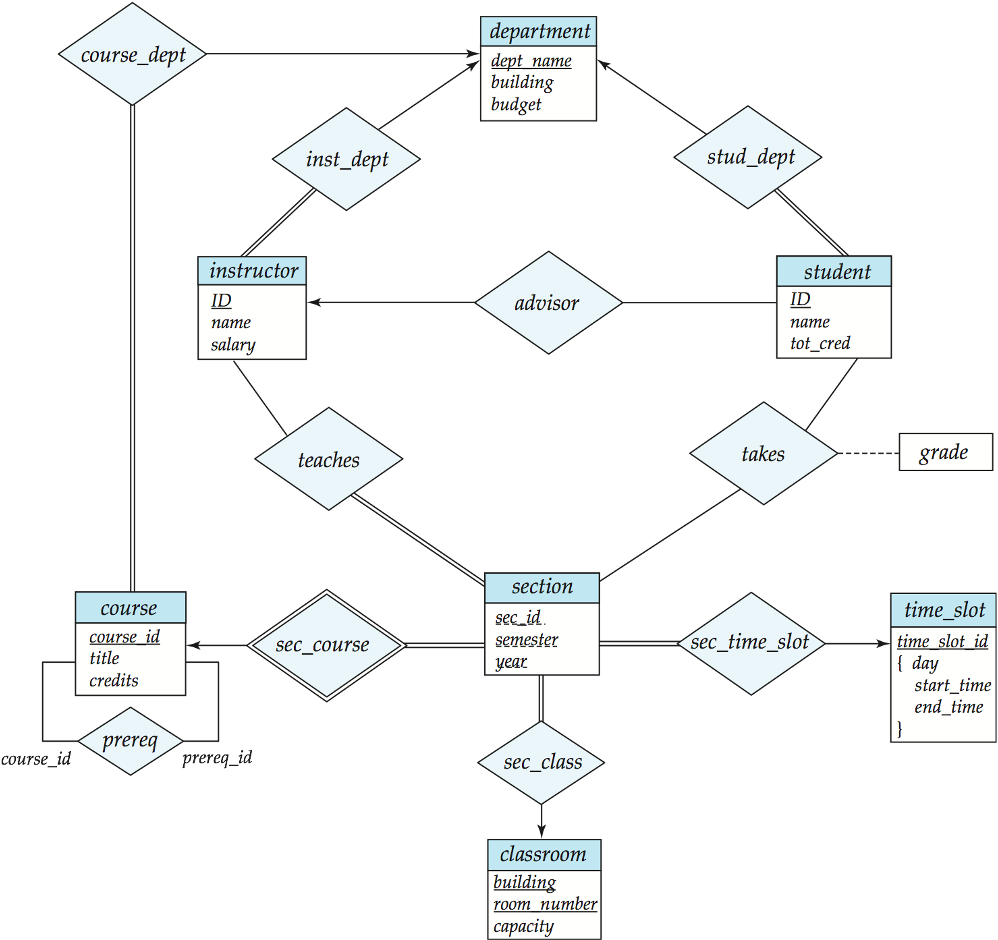 department
course_dept
dept_name
building
budget
inst_dept
stud_dept
instructor
ID
name
salary
advisor
student
ID
name
tot_cred
teaches
takes
grade
section
sec_id
semester
year
course
course_id
title
credits
sec_course
sec_time_slot
time_slot
time_slot_id
{ day
start_time
end_time
}
prereq
course_id
prereq_id
sec_class
classroom
building
room_number
capacity